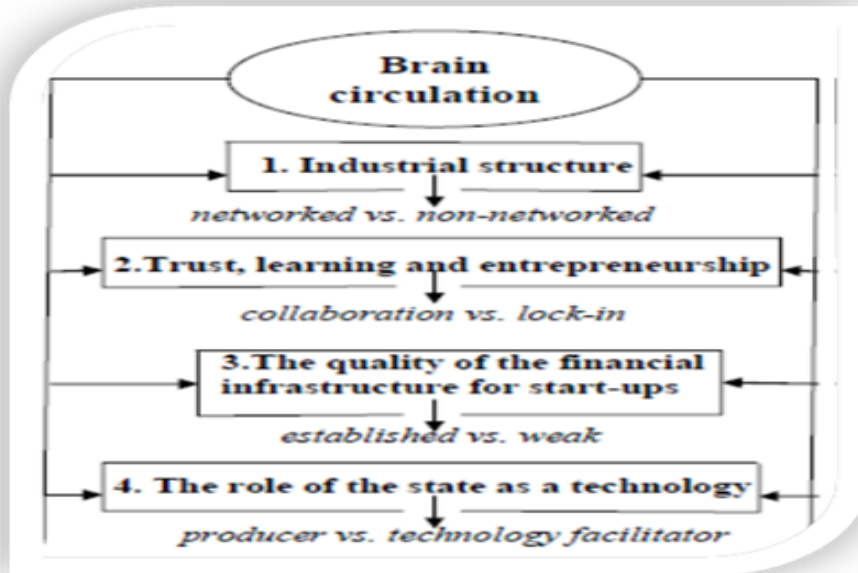 Brain
circulation
1. Industrial structure
networked vs. non-networked
2.Trust, learning and entrepreneurship
collaboration vs. lock-in
3.The quality of the financial
infrastructure for start-ups
established vs. weak
4. The role of the state as a technology
producer vs. technology facilitator